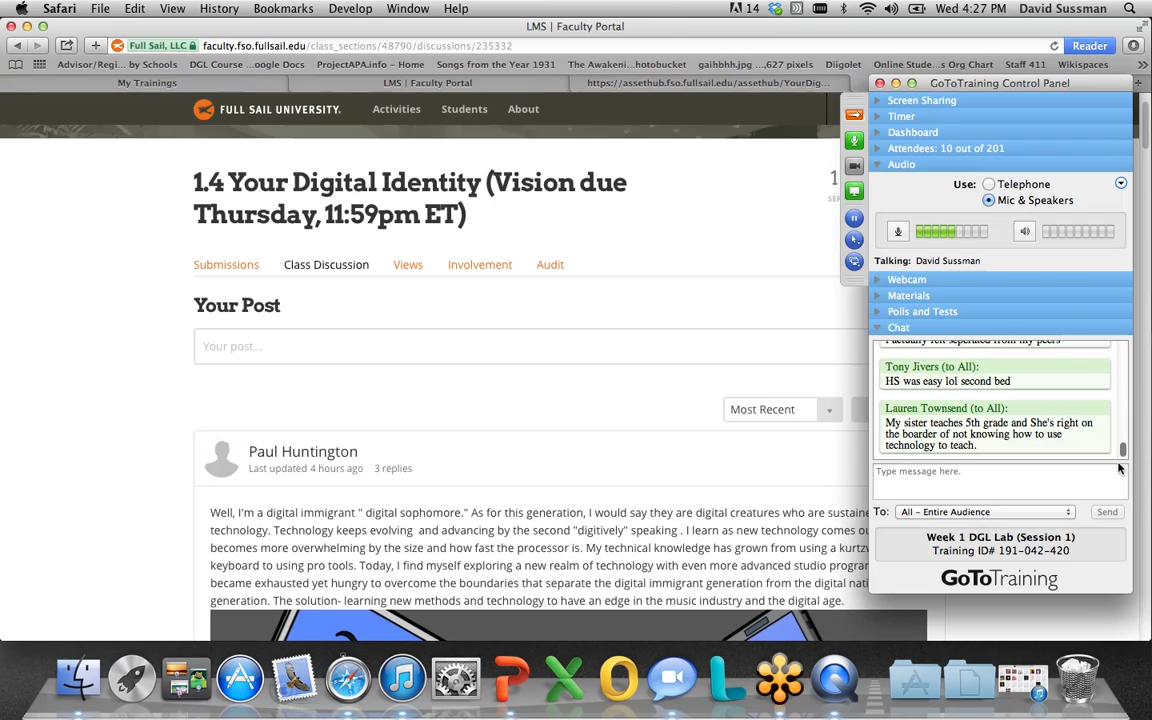 Safari File Edit View History Bookmarks Develop Window Help 14 Wed 4:27 PM David Sussman
LMS | Faculty Portal
Full Sail, LLC faculty.fso.fullsail.edu/class_sections/48790/discussions/235332 Reader
Advisor/Regi...by Schools DGL Course ...oogle Docs ProjectAPA.info – Home Songs from the Year 1931 The Awakeni...hotobucket gaihbhh.jpg ...,627 pixels Diigolet Online Stude...s Org Chart Staff 411 Wikispaces
My Trainings LMS | Faculty Portal https://assethub.fso.fullsail.edu/assethub/YourDig...
FULL SAIL UNIVERSITY. Activities Students About
1.4 Your Digital Identity (Vision due
Thursday, 11:59pm ET)
1
SEP
Submissions Class Discussion Views Involvement Audit
Your Post
Your post...
Most Recent
Paul Huntington
Last updated 4 hours ago 3 replies
Well, I'm a digital immigrant " digital sophomore." As for this generation, I would say they are digital creatures who are sustaine
technology. Technology keeps evolving and advancing by the second "digitively" speaking . I learn as new technology comes ou
becomes more overwhelming by the size and how fast the processor is. My technical knowledge has grown from using a kurtzw
keyboard to using pro tools. Today, I find myself exploring a new realm of technology with even more advanced studio program
became exhausted yet hungry to overcome the boundaries that separate the digital immigrant generation from the digital nati
generation. The solution- learning new methods and technology to have an edge in the music industry and the digital age.
GoToTraining Control Panel
Screen Sharing
Timer
Dashboard
Attendees: 10 out of 201
Audio
Use: Telephone
Mic & Speakers
Talking: David Sussman
Webcam
Materials
Polls and Tests
Chat
I actually felt seperated from my peers
Tony Jivers (to All):
HS was easy lol second bed
Lauren Townsend (to All):
My sister teaches 5th grade and She's right on
the boarder of not knowing how to use
technology to teach.
Type message here.
To: All – Entire Audience Send
Week 1 DGL Lab (Session 1)
Training ID# 191-042-420
GoToTraining